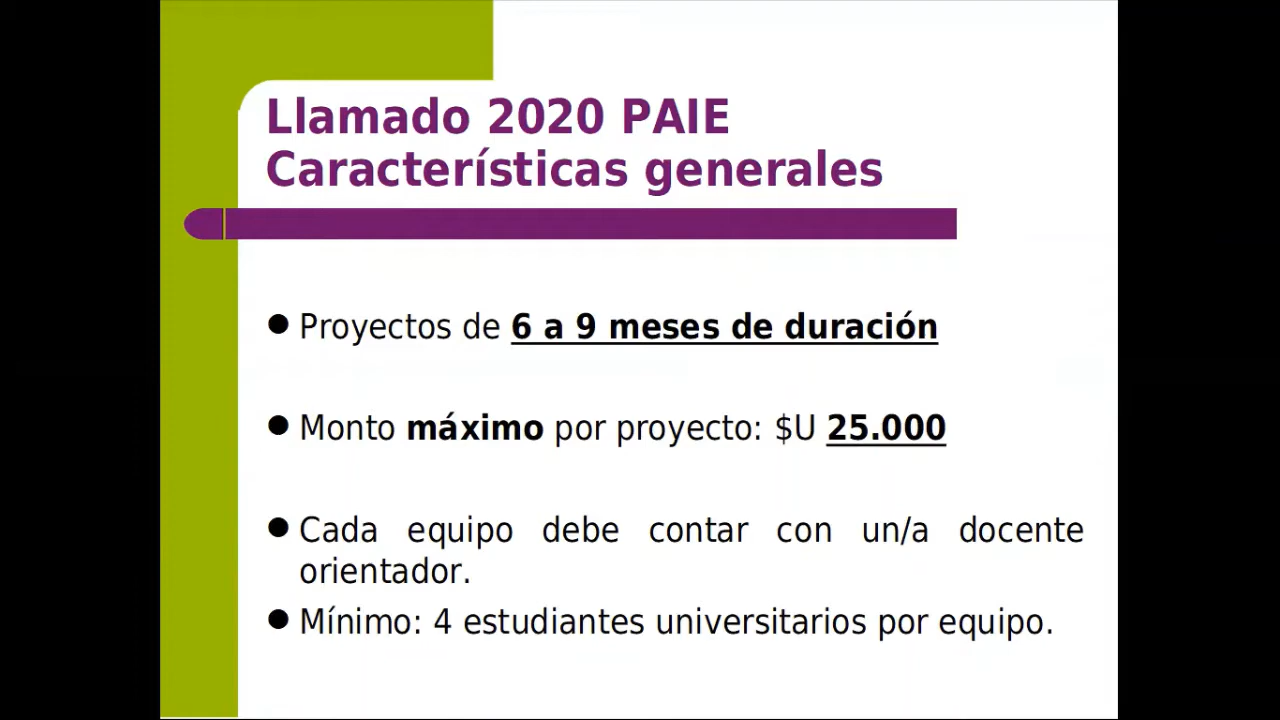 Llamado 2020 PAIE
Características generales
● Proyectos de 6 a 9 meses de duración
● Monto máximo por proyecto: $U 25.000
● Cada equipo debe contar con un/a docente
orientador.
● Mínimo: 4 estudiantes universitarios por equipo.